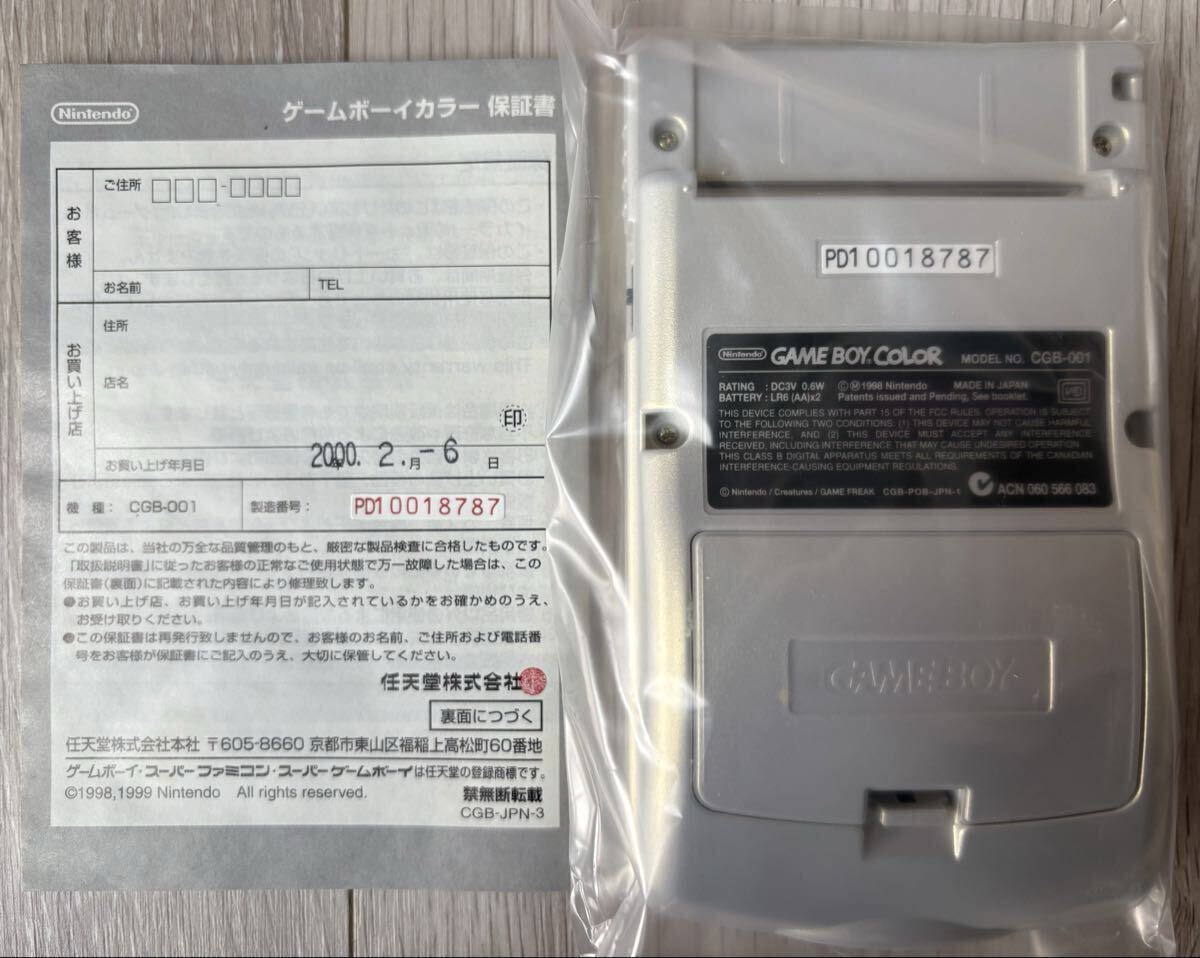 Nintendo
ゲームボーイカラー 保証書
お客様
ご住所 □□□-□□□□
お名前
TEL
お買い上げ店
住所
店名
印
お買い上げ年月日
2000.年 2.月-6 日
機 種: CGB-001
製造番号:
PD10018787
この製品は、当社の万全な品質管理のもと、厳密な製品検査に合格したものです。
「取扱説明書」に従ったお客様の正常なご使用状態で万一故障した場合は、この
保証書(裏面)に記載された内容により修理致します。
●お買い上げ店、お買い上げ年月日が記入されているかをお確かめのうえ、
お受け取りください。
●この保証書は再発行致しませんので、お客様のお名前、ご住所および電話番
号をお客様が保証書にご記入のうえ、大切に保管してください。
任天堂株式会社
裏面につづく
任天堂株式会社本社 〒605-8660 京都市東山区福稲上高松町60番地
ゲームボーイ・スーパーファミコン・スーパーゲームボーイは任天堂の登録商標です。
©1998,1999 Nintendo All rights reserved.
禁無断転載
CGB-JPN-3
PD10018787
Nintendo GAME BOY COLOR MODEL NO. CGB-001
RATING : DC3V 0.6W ©Ⓜ1998 Nintendo MADE IN JAPAN
BATTERY : LR6 (AA)x2 Patents issued and Pending, See booklet.
THIS DEVICE COMPLIES WITH PART 15 OF THE FCC RULES. OPERATION IS SUBJECT
TO THE FOLLOWING TWO CONDITIONS: (1) THIS DEVICE MAY NOT CAUSE HARMFUL
INTERFERENCE, AND (2) THIS DEVICE MUST ACCEPT ANY INTERFERENCE
RECEIVED, INCLUDING INTERFERENCE THAT MAY CAUSE UNDESIRED OPERATION.
THIS CLASS B DIGITAL APPARATUS MEETS ALL REQUIREMENTS OF THE CANADIAN
INTERFERENCE-CAUSING EQUIPMENT REGULATIONS.
© Nintendo / Creatures / GAME FREAK CGB-POB-JPN-1 ACN 060 566 083
GAME BOY